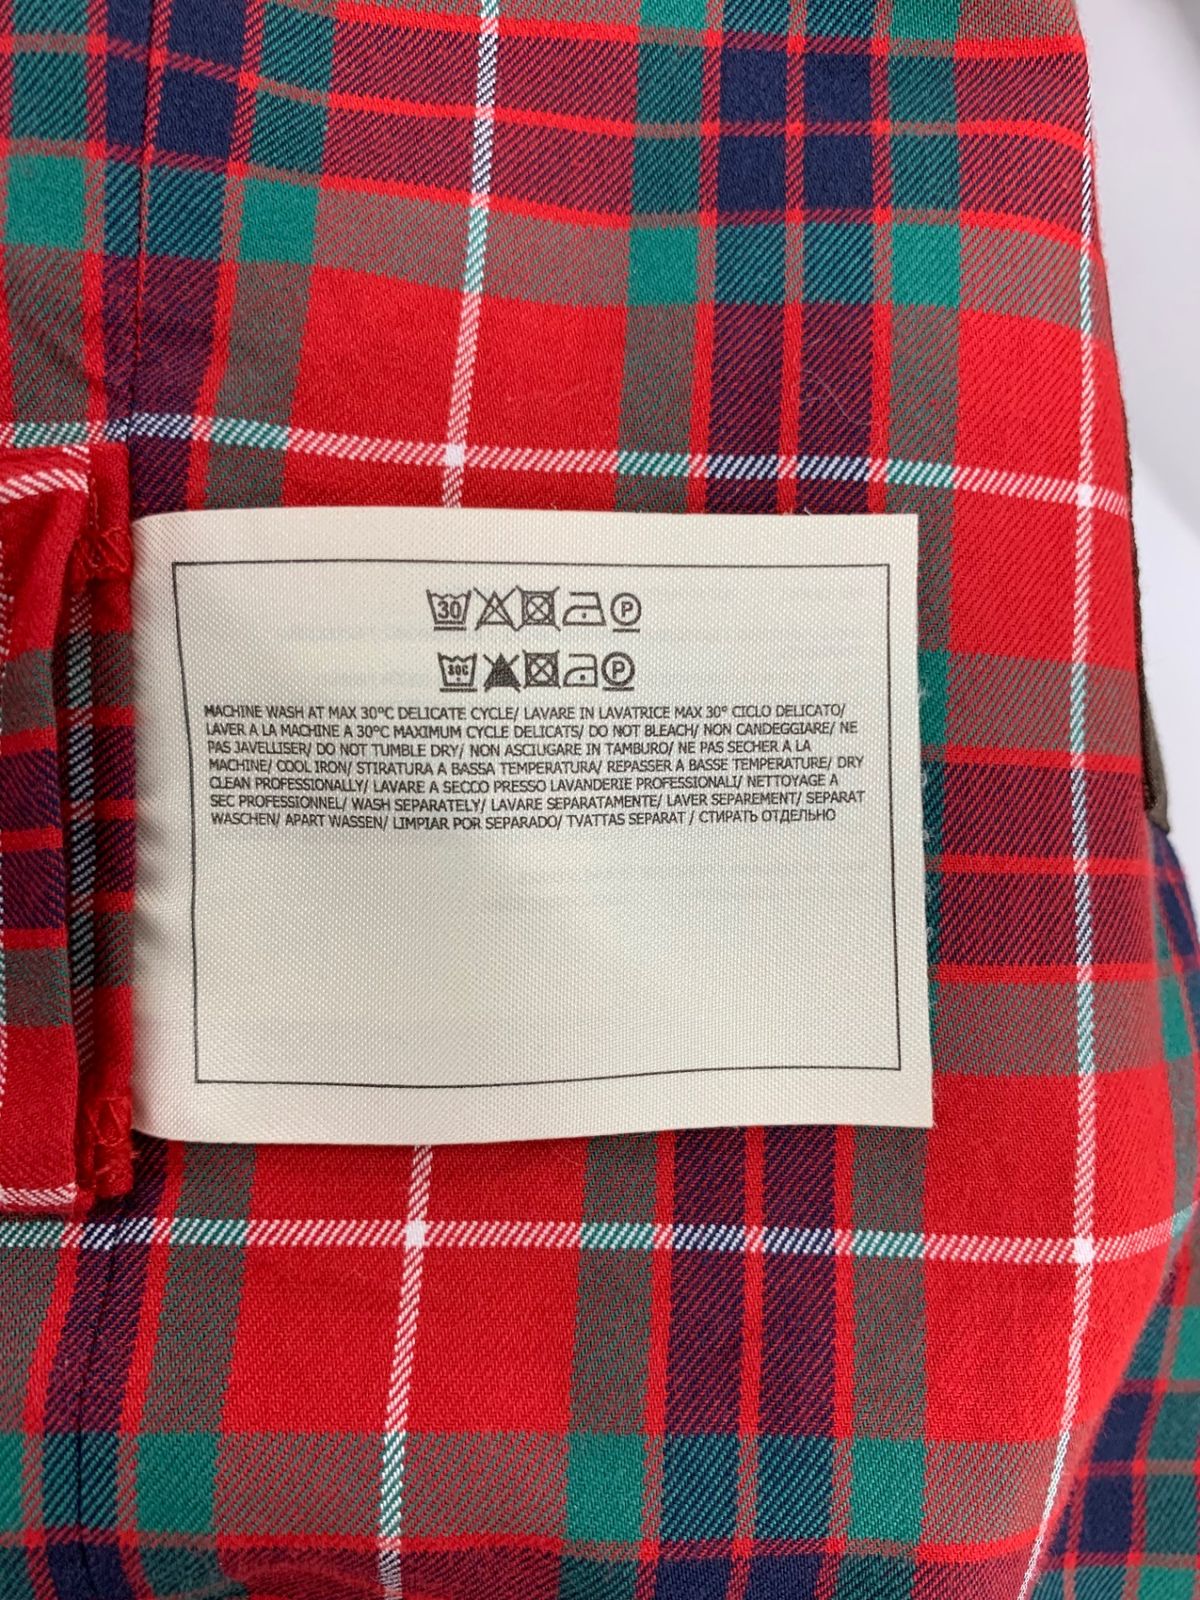 30 P
30C P
MACHINE WASH AT MAX 30°C DELICATE CYCLE/ LAVARE IN LAVATRICE MAX 30° CICLO DELICATO/
LAVER A LA MACHINE A 30°C MAXIMUM CYCLE DELICATS/ DO NOT BLEACH/ NON CANDEGGIARE/ NE
PAS JAVELLISER/ DO NOT TUMBLE DRY/ NON ASCIUGARE IN TAMBURO/ NE PAS SECHER A LA
MACHINE/ COOL IRON/ STIRATURA A BASSA TEMPERATURA/ REPASSER A BASSE TEMPERATURE/ DRY
CLEAN PROFESSIONALLY/ LAVARE A SECCO PRESSO LAVANDERIE PROFESSIONALI/ NETTOYAGE A
SEC PROFESSIONNEL/ WASH SEPARATELY/ LAVARE SEPARATAMENTE/ LAVER SEPAREMENT/ SEPARAT
WASCHEN/ APART WASSEN/ LIMPIAR POR SEPARADO/ TVATTAS SEPARAT / СТИРАТЬ ОТДЕЛЬНО